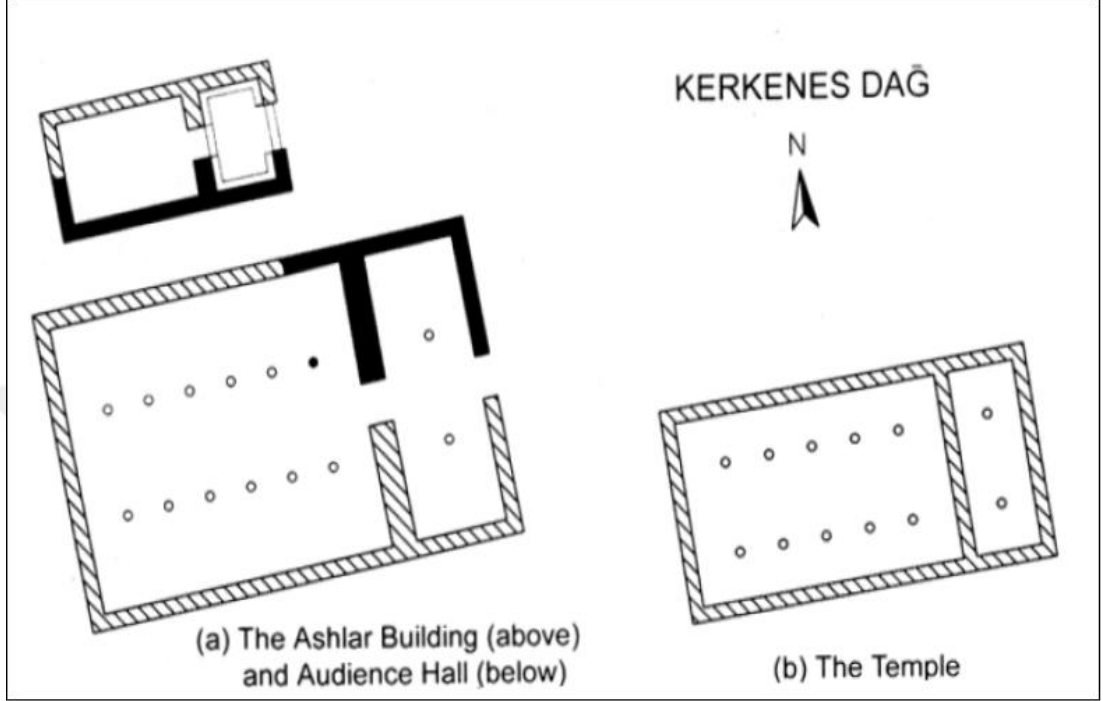 KERKENES DAĞ
N
(a) The Ashlar Building (above)
and Audience Hall (below)
(b) The Temple